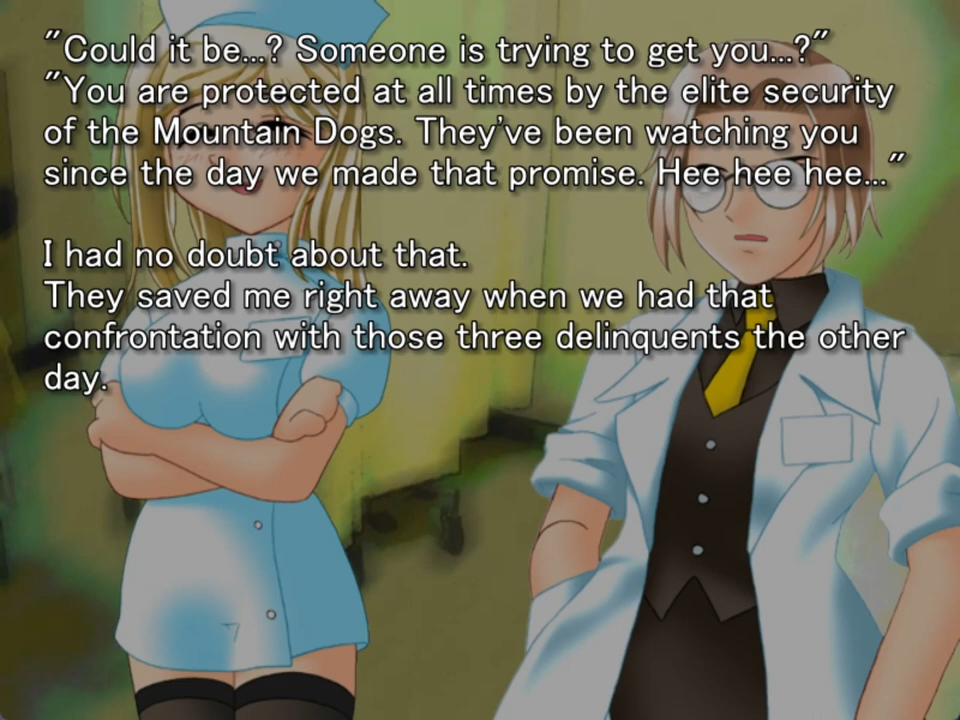 "Could it be...? Someone is trying to get you...?"
"You are protected at all times by the elite security
of the Mountain Dogs. They've been watching you
since the day we made that promise. Hee hee hee..."
I had no doubt about that.
They saved me right away when we had that
confrontation with those three delinquents the other
day.